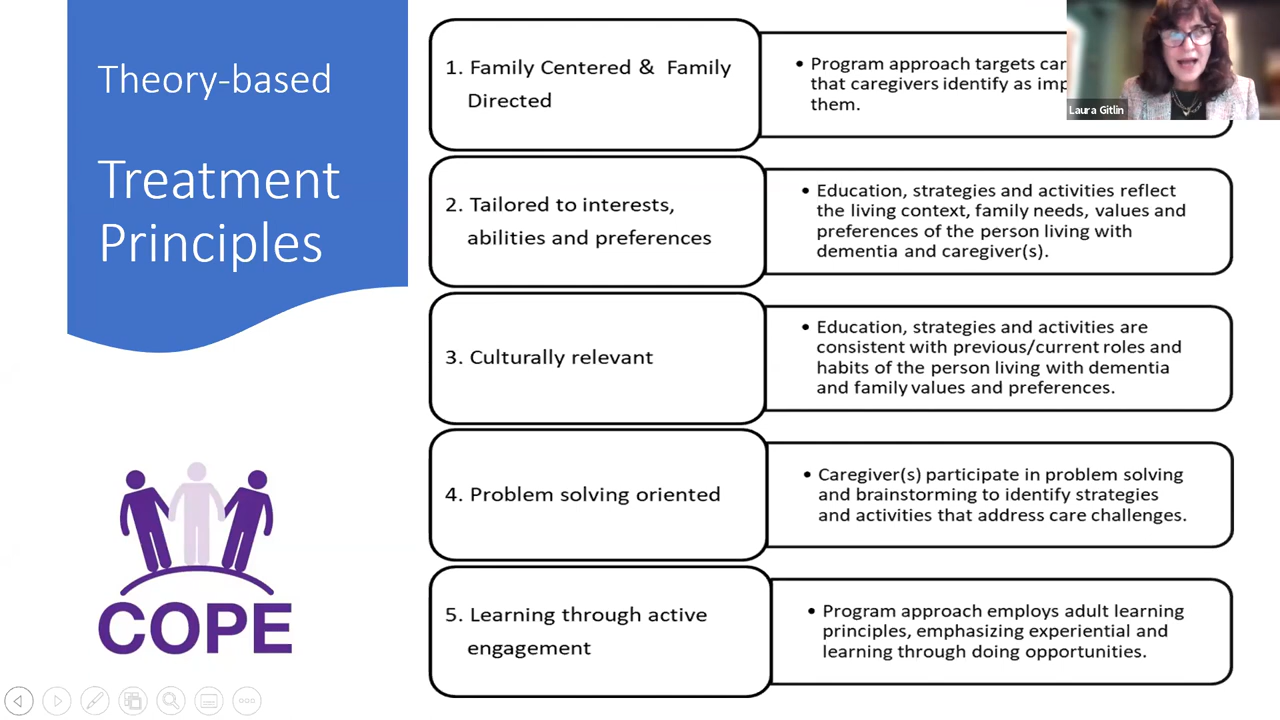 Theory-based
Treatment
Principles
COPE
1. Family Centered & Family
Directed
• Program approach targets
that caregivers identify as
them.
Laura Gitlin
2. Tailored to interests,
abilities and preferences
• Education, strategies and activities reflect
the living context, family needs, values and
preferences of the person living with
dementia and caregiver(s).
3. Culturally relevant
• Education, strategies and activities are
consistent with previous/current roles and
habits of the person living with dementia
and family values and preferences.
4. Problem solving oriented
• Caregiver(s) participate in problem solving
and brainstorming to identify strategies
and activities that address care challenges.
5. Learning through active
engagement
• Program approach employs adult learning
principles, emphasizing experiential and
learning through doing opportunities.